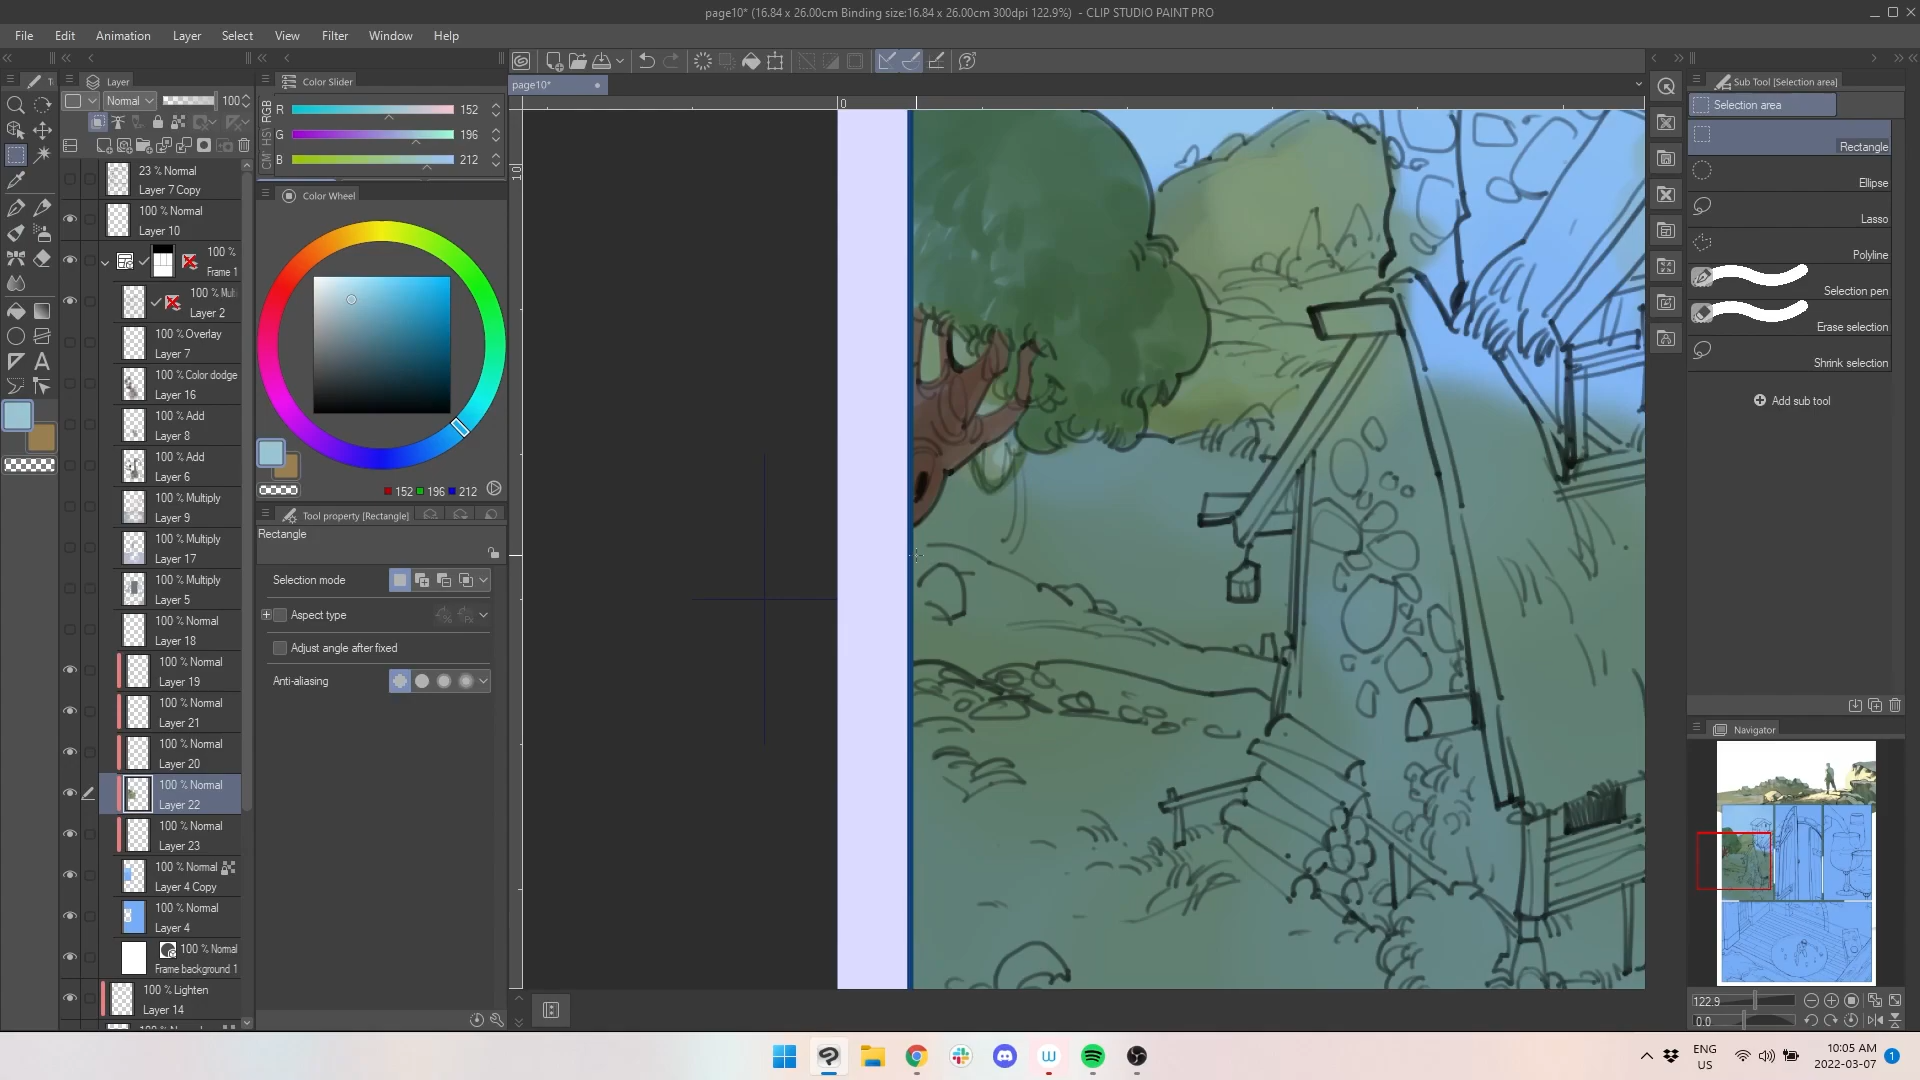 page10* (16.84 x 26.00cm Binding size:16.84 x 26.00cm 300dpi 122.9%) - CLIP STUDIO PAINT PRO
File Edit Animation Layer Select View Filter Window Help
Layer
Normal 100
23 % Normal
Layer 7 Copy
100 % Normal
Layer 10
100 %
Frame 1
100 % Mult
Layer 2
100 % Overlay
Layer 7
100 % Color dodge
Layer 16
100 % Add
Layer 8
100 % Add
Layer 6
100 % Multiply
Layer 9
100 % Multiply
Layer 17
100 % Multiply
Layer 5
100 % Normal
Layer 18
100 % Normal
Layer 19
100 % Normal
Layer 21
100 % Normal
Layer 20
100 % Normal
Layer 22
100 % Normal
Layer 23
100 % Normal
Layer 4 Copy
100 % Normal
Layer 4
100 % Normal
Frame background 1
100 % Lighten
Layer 14
Color Slider
RGB
HSV
R 152
G 196
B 212
Color Wheel
152 196 212
Tool property [Rectangle]
Rectangle
Selection mode
Aspect type
Adjust angle after fixed
Anti-aliasing
page10*
0
10
Sub Tool [Selection area]
Selection area
Rectangle
Ellipse
Lasso
Polyline
Selection pen
Erase selection
Shrink selection
Add sub tool
Navigator
122.9
0.0
ENG
US
10:05 AM
2022-03-07
1